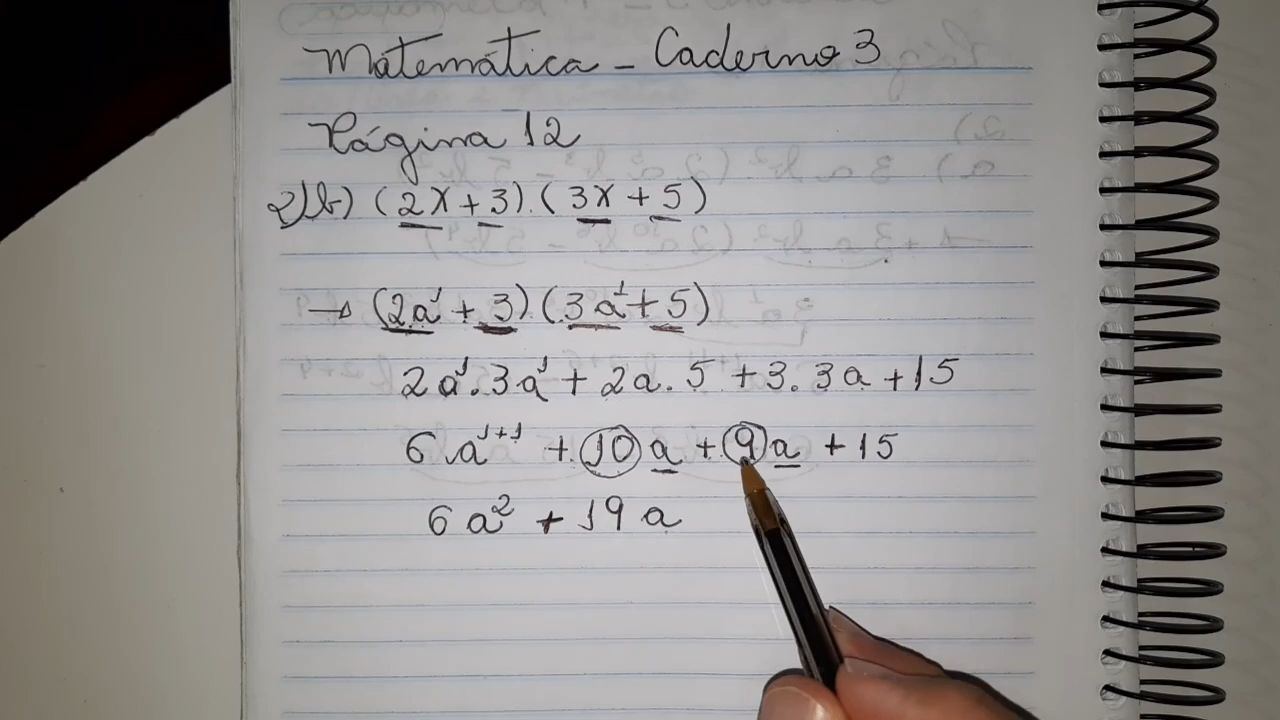 Matemática - Caderno 3
Página 12
2)b) (2x+3).(3x+5)
→ (2a¹ + 3)(3a¹+5)
2a¹.3a¹ + 2a.5 + 3.3a + 15
6a¹⁺¹ + 10a + 9a + 15
6a² + 19a